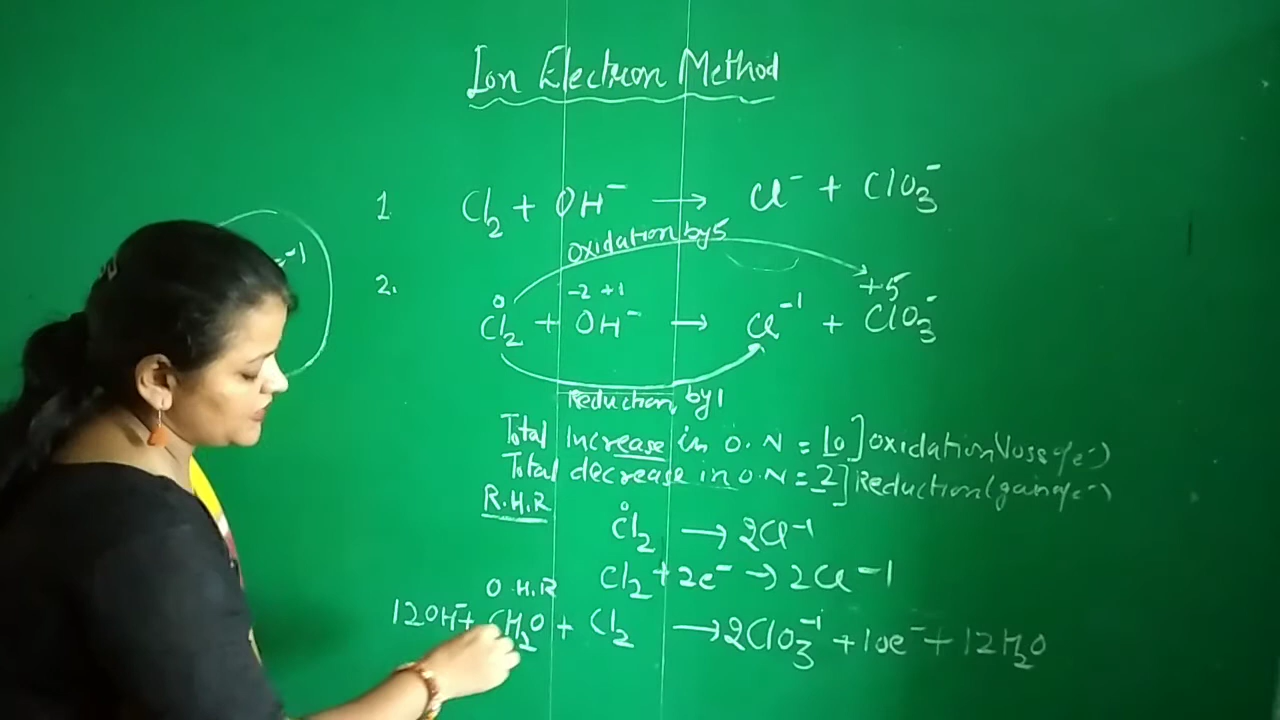 Ion Electron Method
1. Cl₂ + OH⁻ → Cl⁻ + ClO₃⁻
oxidation by 5
2. 0 -2 +1 +5
Cl₂ + OH⁻ → Cl⁻¹ + ClO₃⁻
reduction by 1
Total increase in O.N = 10] oxidation (loss of e⁻)
Total decrease in O.N = 2] Reduction (gain of e⁻)
R.H.R
0
Cl₂ → 2Cl⁻¹
Cl₂ + 2e⁻ → 2Cl⁻¹
O.H.R
12OH⁻ + H₂O + Cl₂ → 2ClO₃⁻¹ + 10e⁻ + 12H₂O
-1